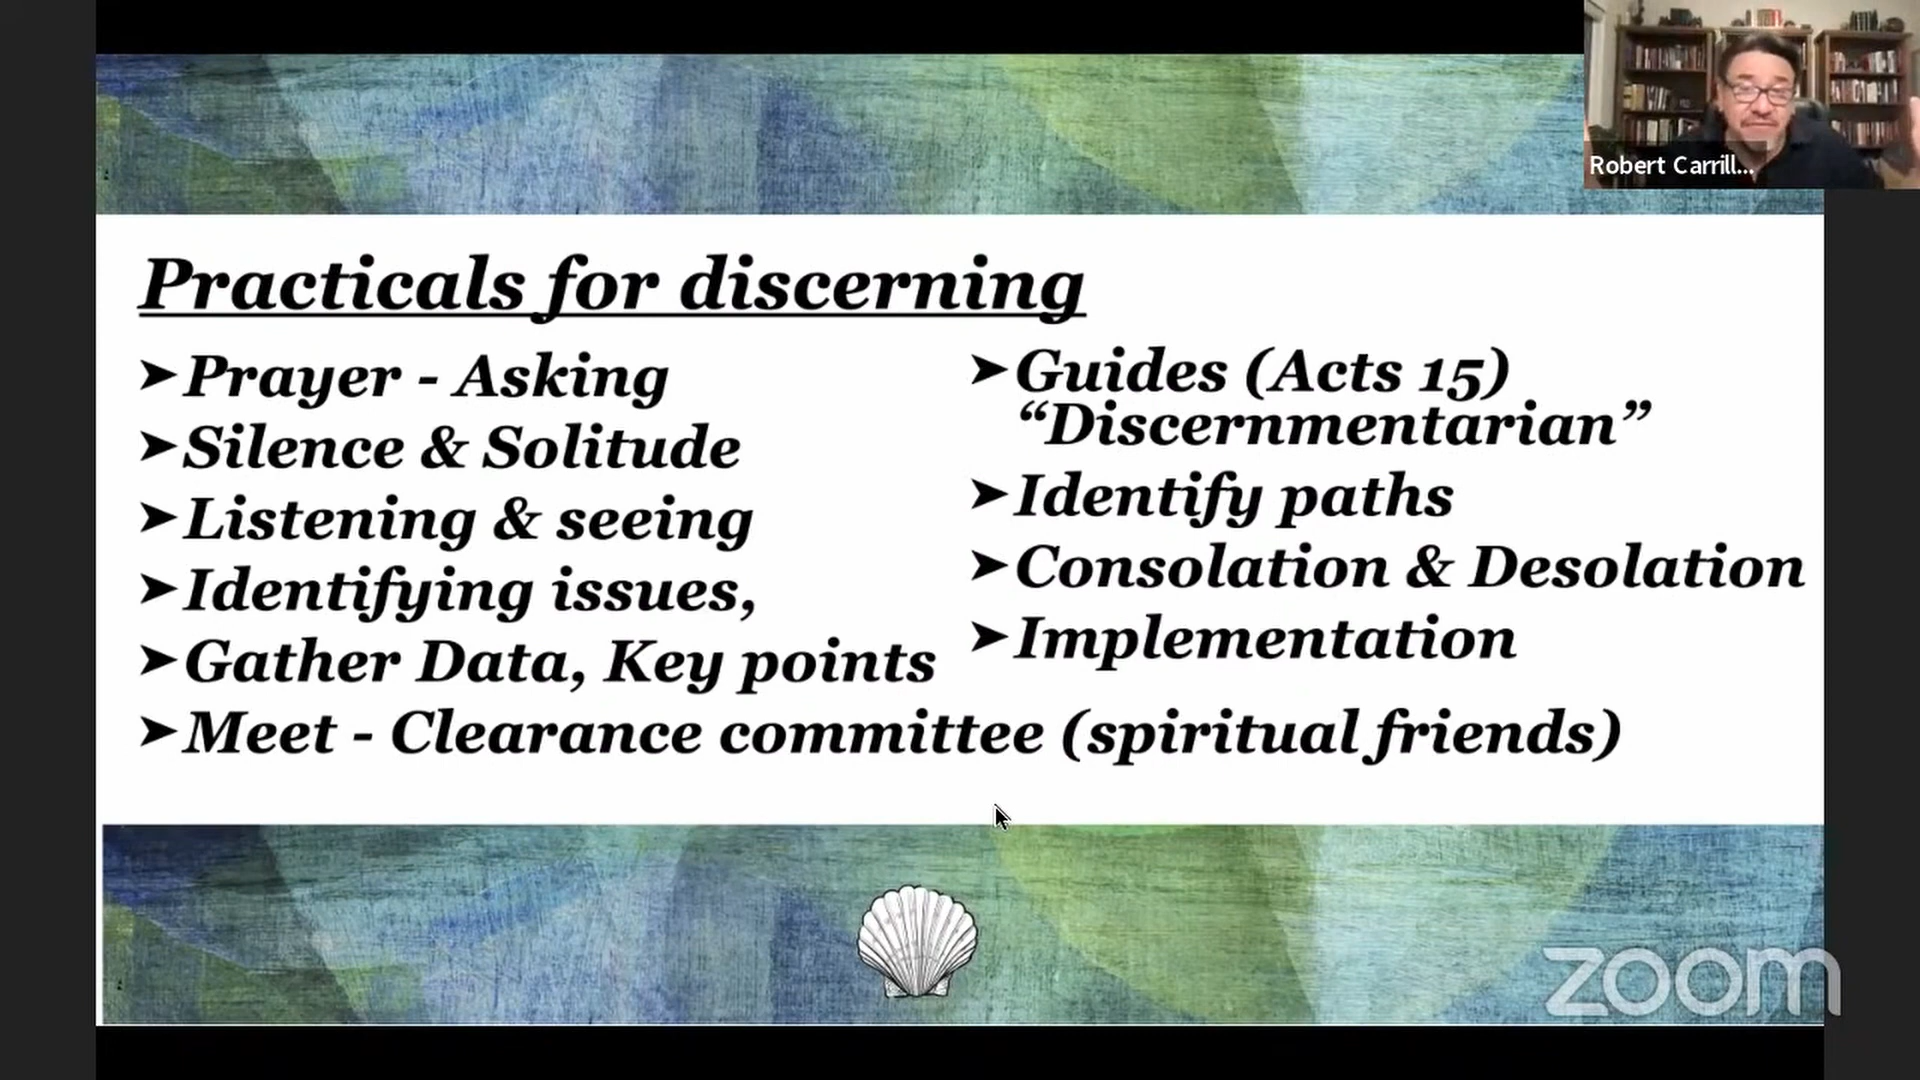 Robert Carrill...
Practicals for discerning
➤Prayer - Asking
➤Silence & Solitude
➤Listening & seeing
➤Identifying issues,
➤Gather Data, Key points
➤Meet - Clearance committee (spiritual friends)
➤Guides (Acts 15)
“Discernmentarian”
➤Identify paths
➤Consolation & Desolation
➤Implementation
zoom